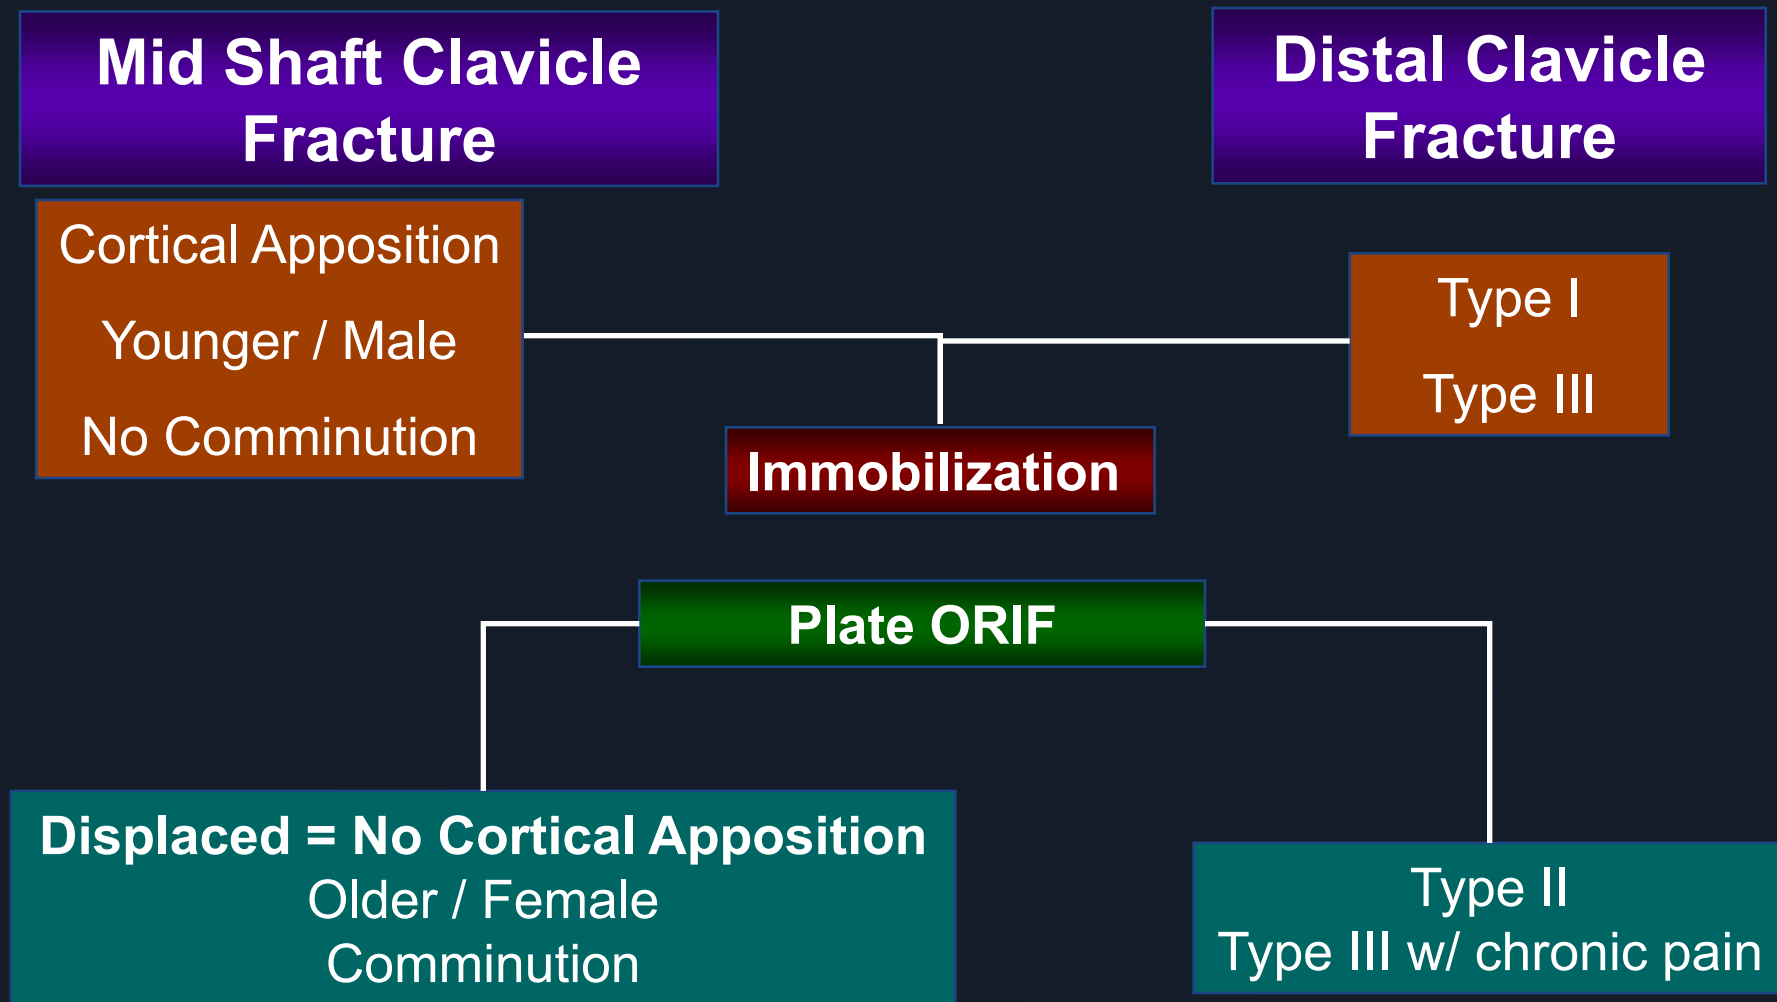 Mid Shaft Clavicle
Fracture
Distal Clavicle
Fracture
Cortical Apposition
Younger / Male
No Comminution
Type I
Type III
Immobilization
Plate ORIF
Displaced = No Cortical Apposition
Older / Female
Comminution
Type II
Type III w/ chronic pain